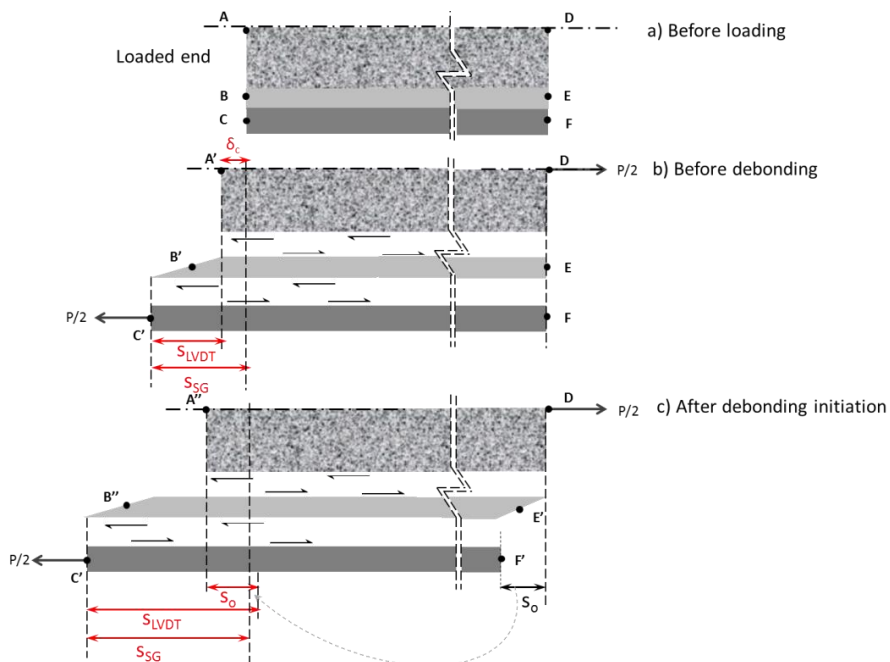 A D
a) Before loading
Loaded end
B E
C F
δc
A' D P/2 b) Before debonding
B' E
P/2 F
C'
SLVDT
SSG
A'' D P/2 c) After debonding initiation
B'' E'
P/2 F'
C'
So So
SLVDT
SSG